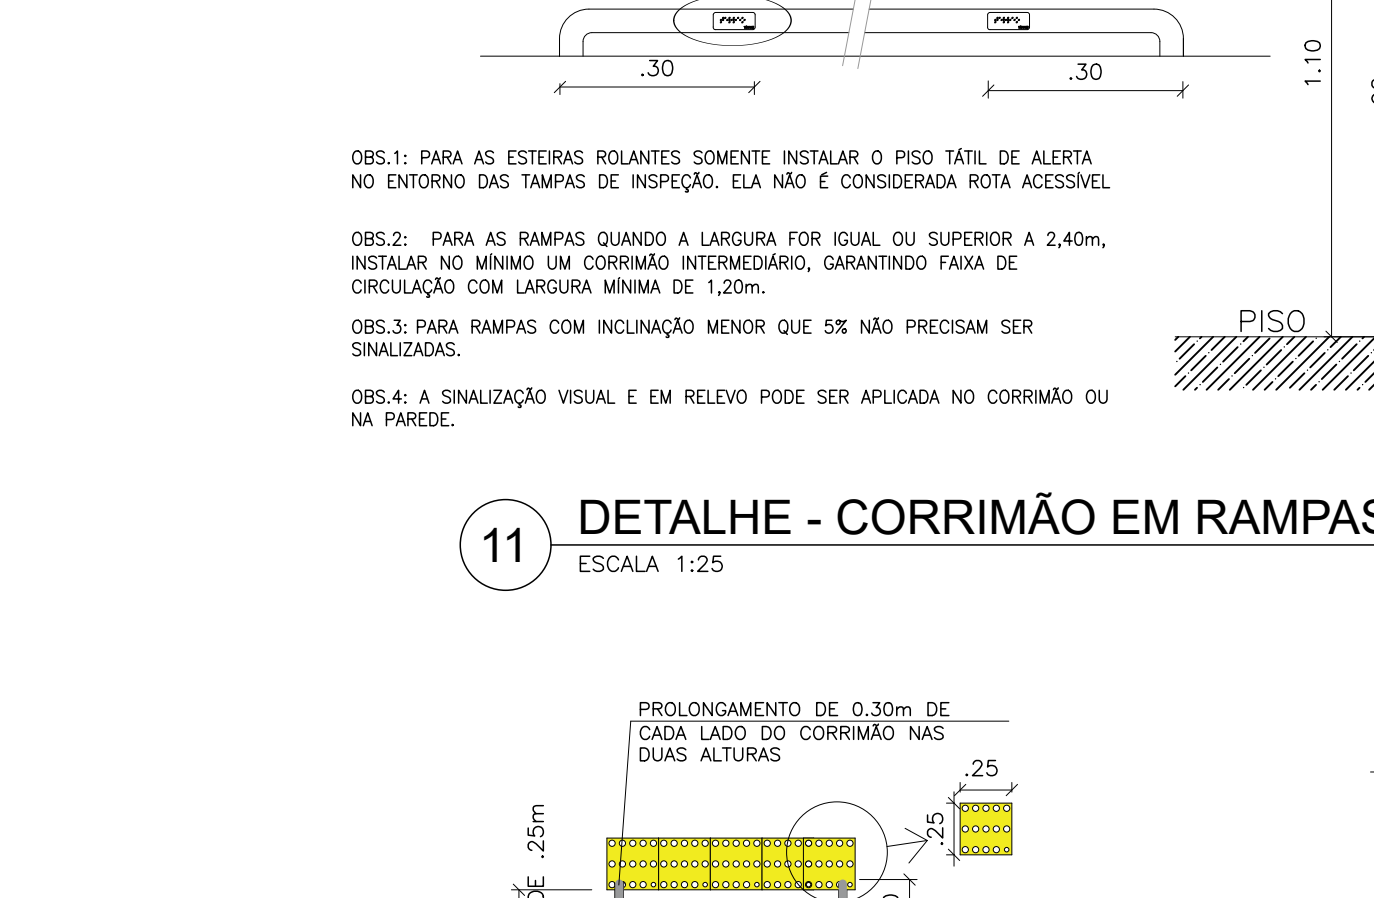 .30
.30
1.10
OBS.1: PARA AS ESTEIRAS ROLANTES SOMENTE INSTALAR O PISO TÁTIL DE ALERTA
NO ENTORNO DAS TAMPAS DE INSPEÇÃO. ELA NÃO É CONSIDERADA ROTA ACESSÍVEL
OBS.2: PARA AS RAMPAS QUANDO A LARGURA FOR IGUAL OU SUPERIOR A 2,40m,
INSTALAR NO MÍNIMO UM CORRIMÃO INTERMEDIÁRIO, GARANTINDO FAIXA DE
CIRCULAÇÃO COM LARGURA MÍNIMA DE 1,20m.
OBS.3: PARA RAMPAS COM INCLINAÇÃO MENOR QUE 5% NÃO PRECISAM SER
SINALIZADAS.
PISO
OBS.4: A SINALIZAÇÃO VISUAL E EM RELEVO PODE SER APLICADA NO CORRIMÃO OU
NA PAREDE.
11
DETALHE - CORRIMÃO EM RAMPAS
ESCALA 1:25
PROLONGAMENTO DE 0.30m DE
CADA LADO DO CORRIMÃO NAS
DUAS ALTURAS
.25
.25
DE .25m